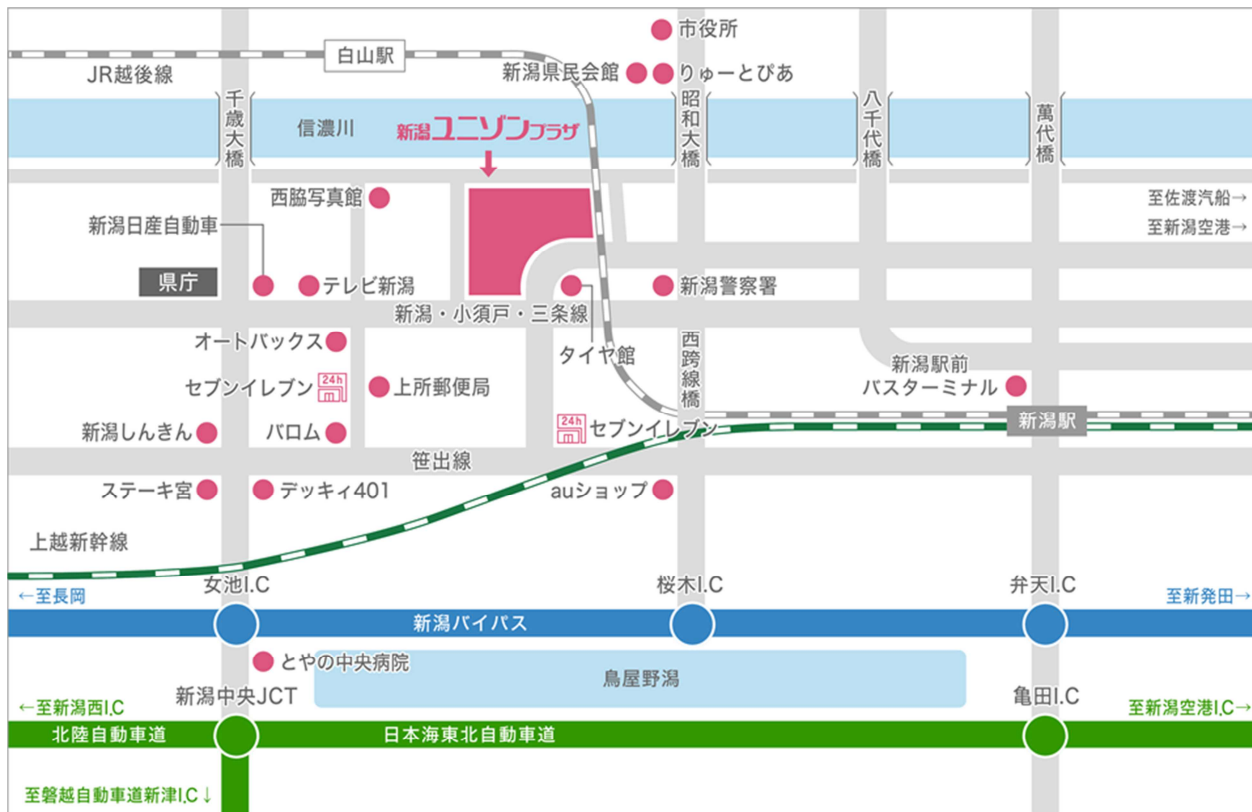 市役所
白山駅
JR越後線
新潟県民会館
りゅーとぴあ
千歳大橋
信濃川
新潟ユニゾンプラザ
昭和大橋
八千代橋
萬代橋
西脇写真館
至佐渡汽船→
新潟日産自動車
至新潟空港→
県庁
テレビ新潟
新潟警察署
新潟・小須戸・三条線
オートバックス
タイヤ館
西跨線橋
新潟駅前
バスターミナル
セブンイレブン
24h
上所郵便局
新潟しんきん
バロム
24h
セブンイレブン
新潟駅
笹出線
ステーキ宮
デッキィ401
auショップ
上越新幹線
女池I.C
桜木I.C
弁天I.C
←至長岡
至新発田→
新潟バイパス
とやの中央病院
鳥屋野潟
新潟中央JCT
亀田I.C
←至新潟西I.C
至新潟空港I.C→
北陸自動車道
日本海東北自動車道
至磐越自動車道新津I.C↓